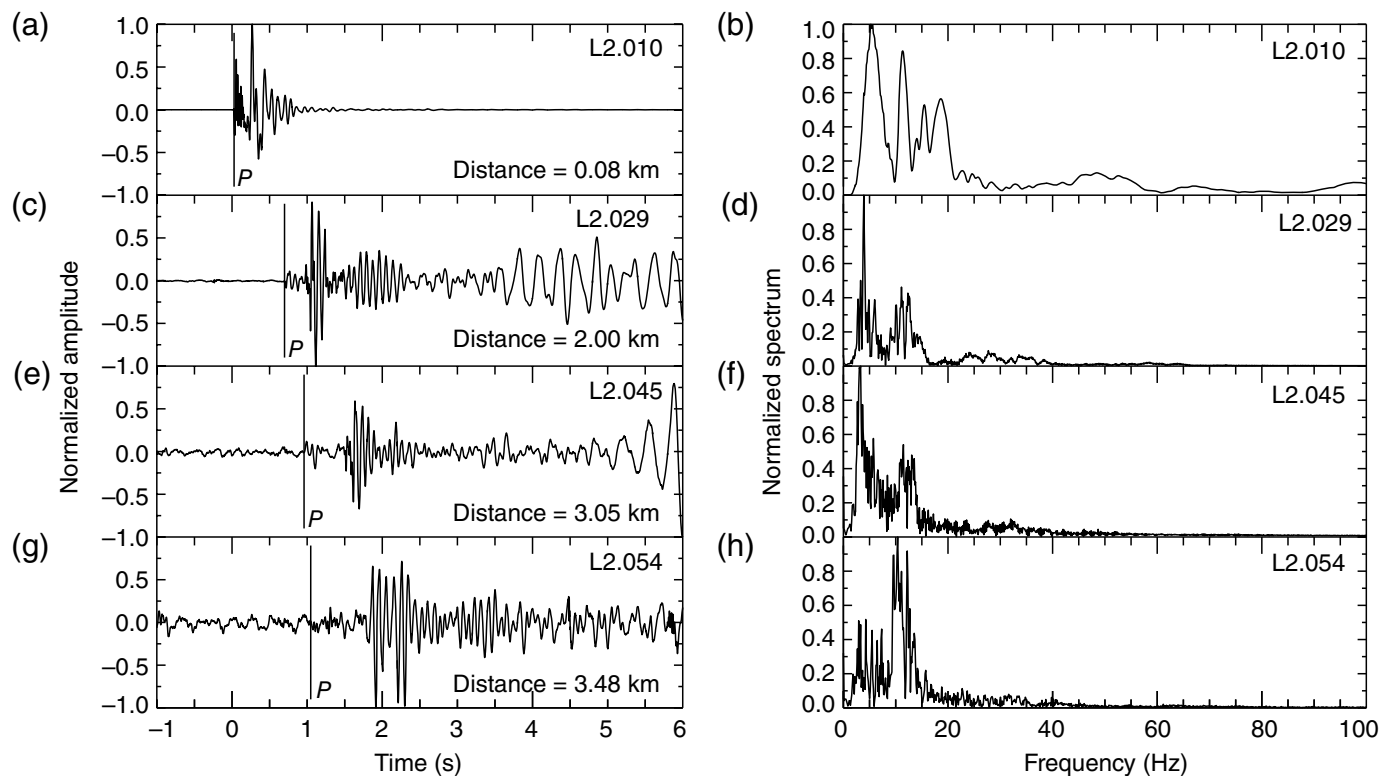 (a)
1.0
0.5
0.0
–0.5
–1.0
L2.010
P
Distance = 0.08 km
(b)
1.0
0.8
0.6
0.4
0.2
0.0
L2.010
(c)
0.5
0.0
–0.5
–1.0
L2.029
P
Distance = 2.00 km
(d)
0.8
0.6
0.4
0.2
0.0
L2.029
(e)
0.5
0.0
–0.5
–1.0
L2.045
P
Distance = 3.05 km
(f)
0.8
0.6
0.4
0.2
0.0
L2.045
(g)
0.5
0.0
–0.5
–1.0
L2.054
P
Distance = 3.48 km
(h)
0.8
0.6
0.4
0.2
0.0
L2.054
Normalized amplitude
Normalized spectrum
–1 0 1 2 3 4 5 6
Time (s)
0 20 40 60 80 100
Frequency (Hz)